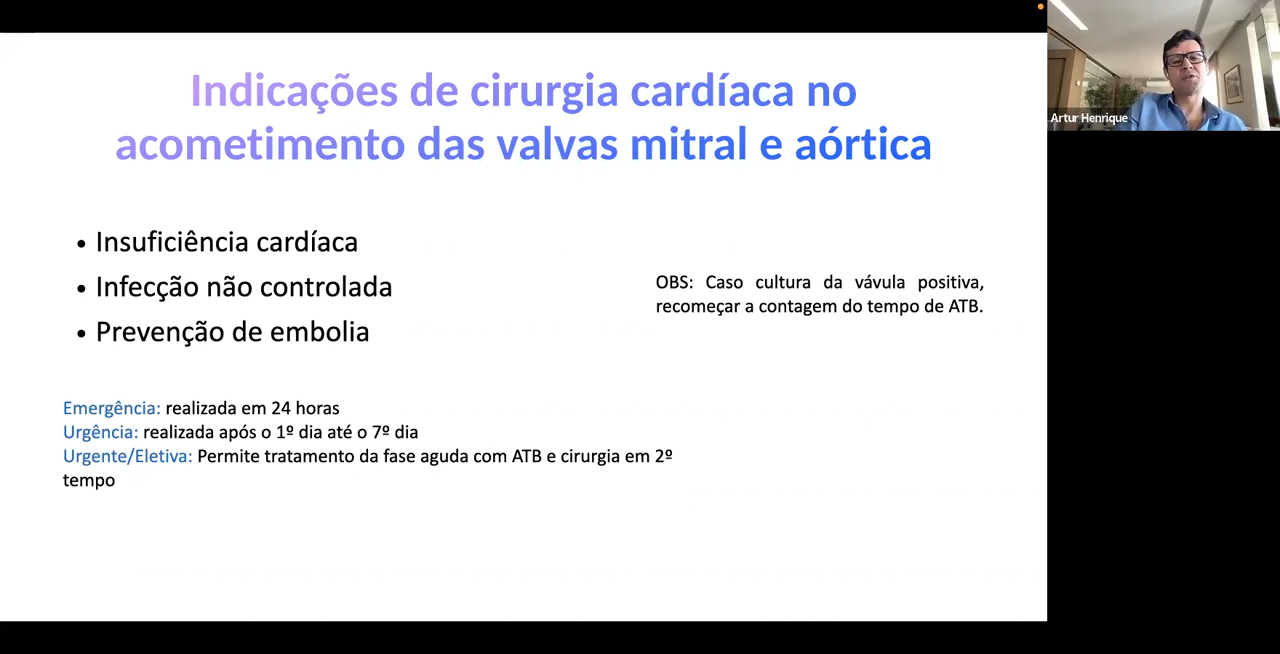 Indicações de cirurgia cardíaca no
acometimento das valvas mitral e aórtica
• Insuficiência cardíaca
• Infecção não controlada
• Prevenção de embolia
OBS: Caso cultura da vávula positiva,
recomeçar a contagem do tempo de ATB.
Emergência: realizada em 24 horas
Urgência: realizada após o 1º dia até o 7º dia
Urgente/Eletiva: Permite tratamento da fase aguda com ATB e cirurgia em 2º
tempo
Artur Henrique